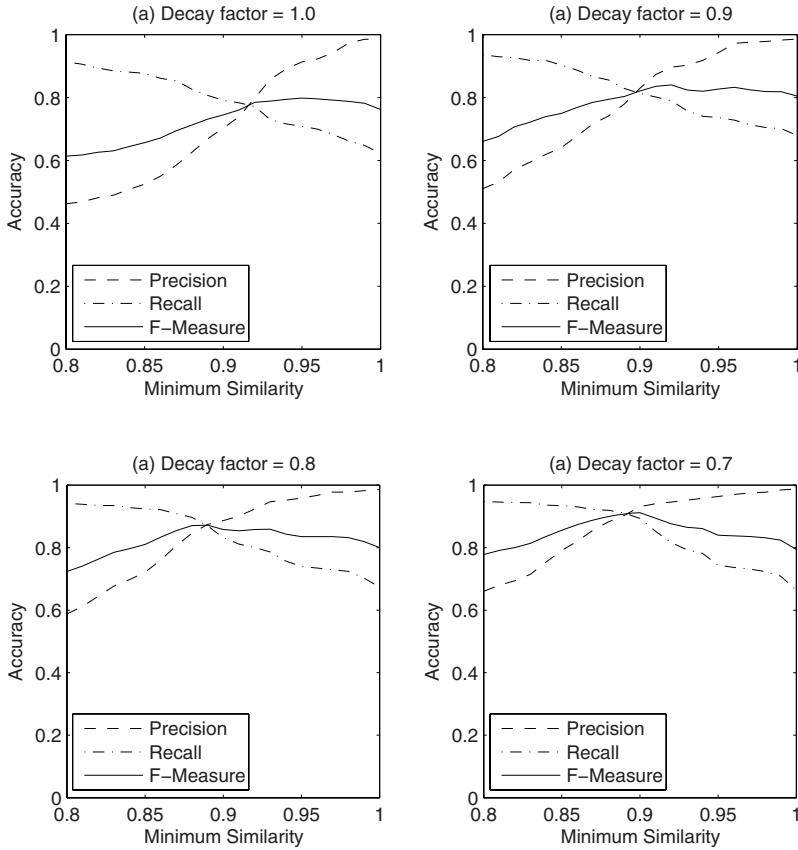 (a) Decay factor = 1.0
1
0.8
0.6
0.4
0.2
0
Accuracy
Precision
Recall
F−Measure
0.8 0.85 0.9 0.95 1
Minimum Similarity
(a) Decay factor = 0.9
1
0.8
0.6
0.4
0.2
0
Accuracy
Precision
Recall
F−Measure
0.8 0.85 0.9 0.95 1
Minimum Similarity
(a) Decay factor = 0.8
1
0.8
0.6
0.4
0.2
0
Accuracy
Precision
Recall
F−Measure
0.8 0.85 0.9 0.95 1
Minimum Similarity
(a) Decay factor = 0.7
1
0.8
0.6
0.4
0.2
0
Accuracy
Precision
Recall
F−Measure
0.8 0.85 0.9 0.95 1
Minimum Similarity